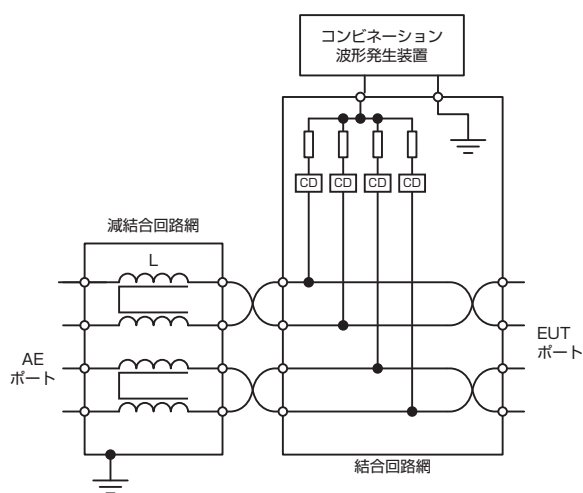 コンビネーション
波形発生装置
CD CD CD CD
減結合回路網
L
AE
ポート
EUT
ポート
結合回路網